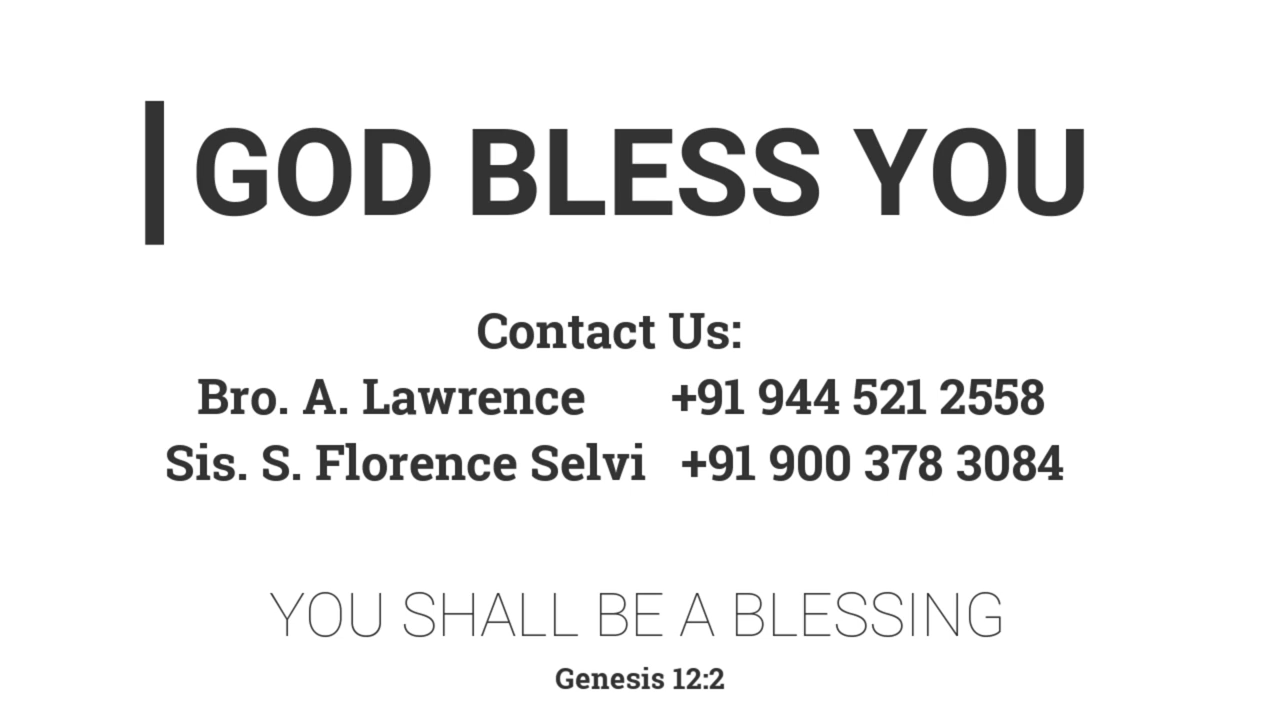 GOD BLESS YOU
Contact Us:
Bro. A. Lawrence +91 944 521 2558
Sis. S. Florence Selvi +91 900 378 3084
YOU SHALL BE A BLESSING
Genesis 12:2